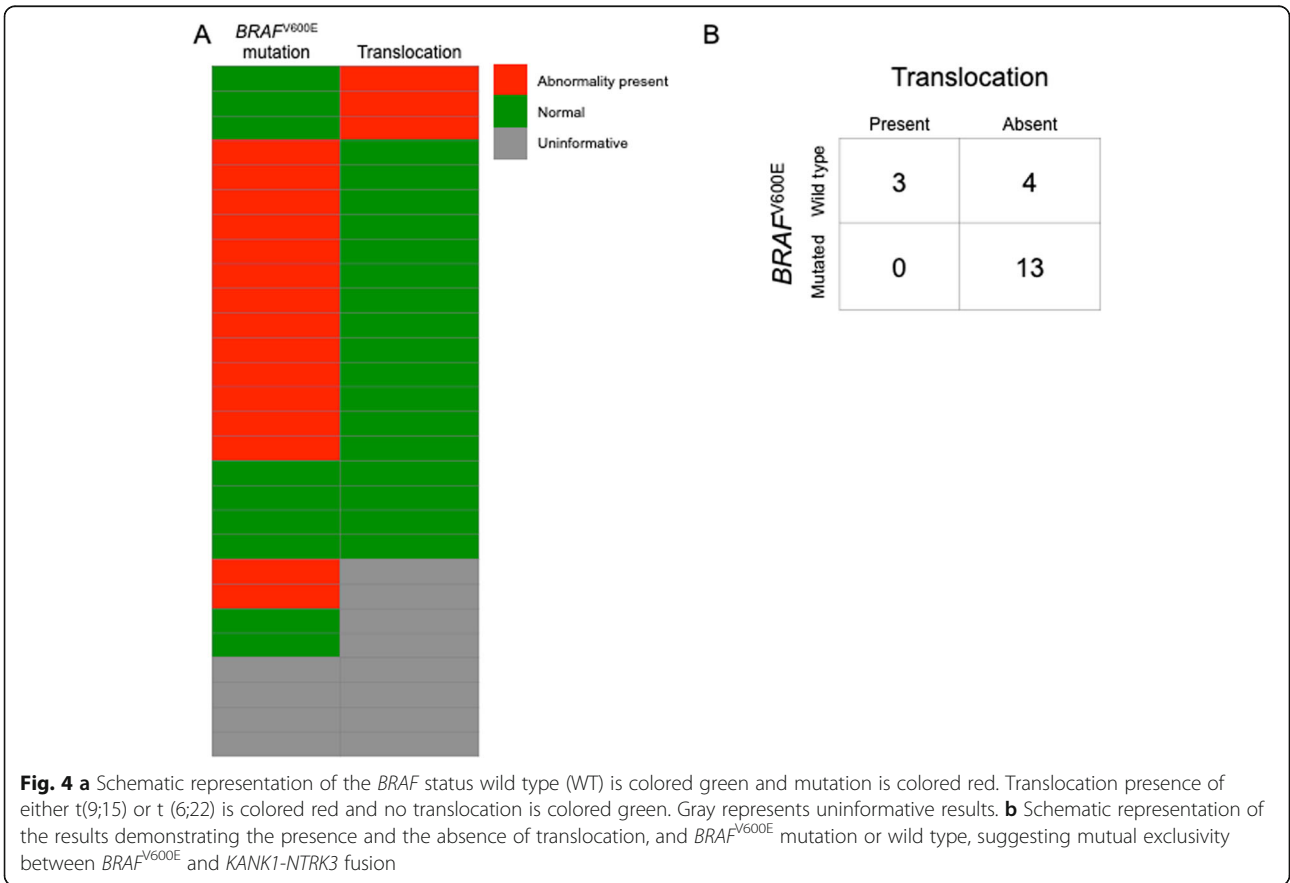 A
BRAFV600E
mutation
Translocation
Abnormality present
Normal
Uninformative
B
Translocation
Present
Absent
BRAFV600E
Wild type
3
4
Mutated
0
13
Fig. 4 a Schematic representation of the BRAF status wild type (WT) is colored green and mutation is colored red. Translocation presence of
either t(9;15) or t (6;22) is colored red and no translocation is colored green. Gray represents uninformative results. b Schematic representation of
the results demonstrating the presence and the absence of translocation, and BRAFV600E mutation or wild type, suggesting mutual exclusivity
between BRAFV600E and KANK1-NTRK3 fusion